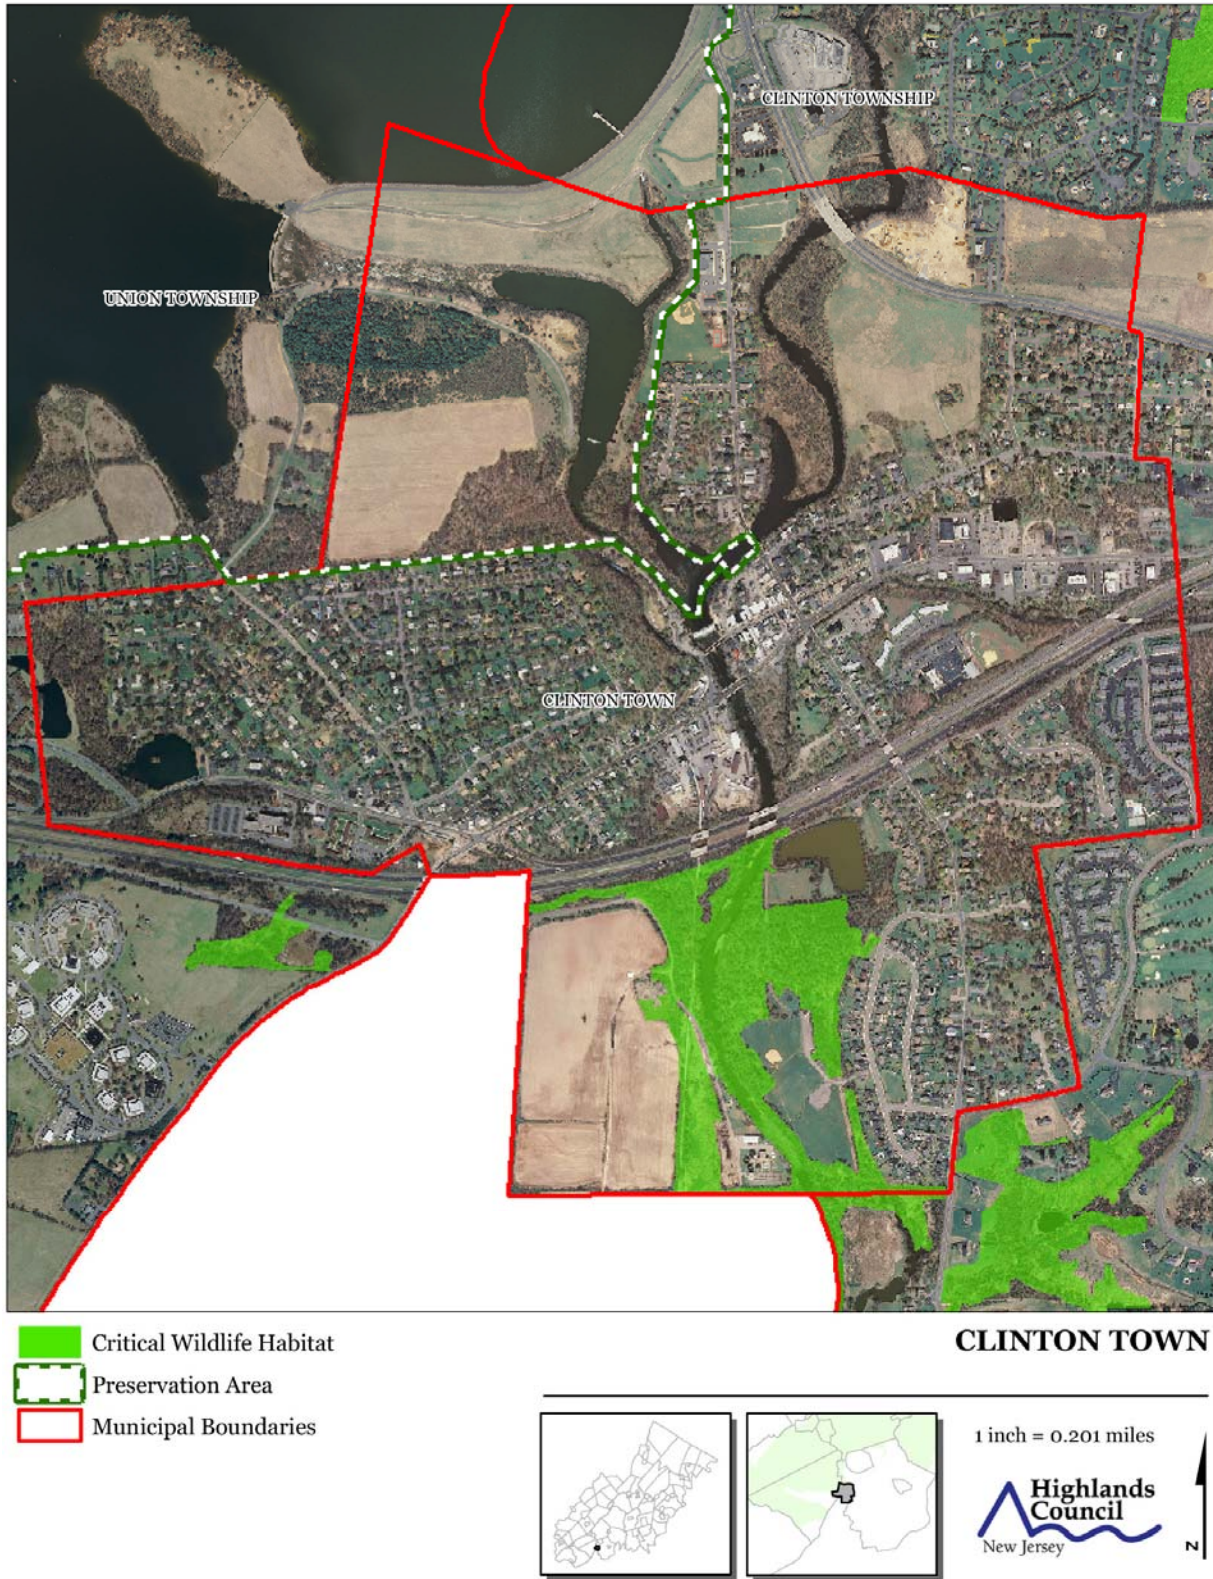 CLINTON TOWNSHIP
UNION TOWNSHIP
CLINTON TOWN
Critical Wildlife Habitat
Preservation Area
Municipal Boundaries
CLINTON TOWN
1 inch = 0.201 miles
Highlands
Council
New Jersey
N